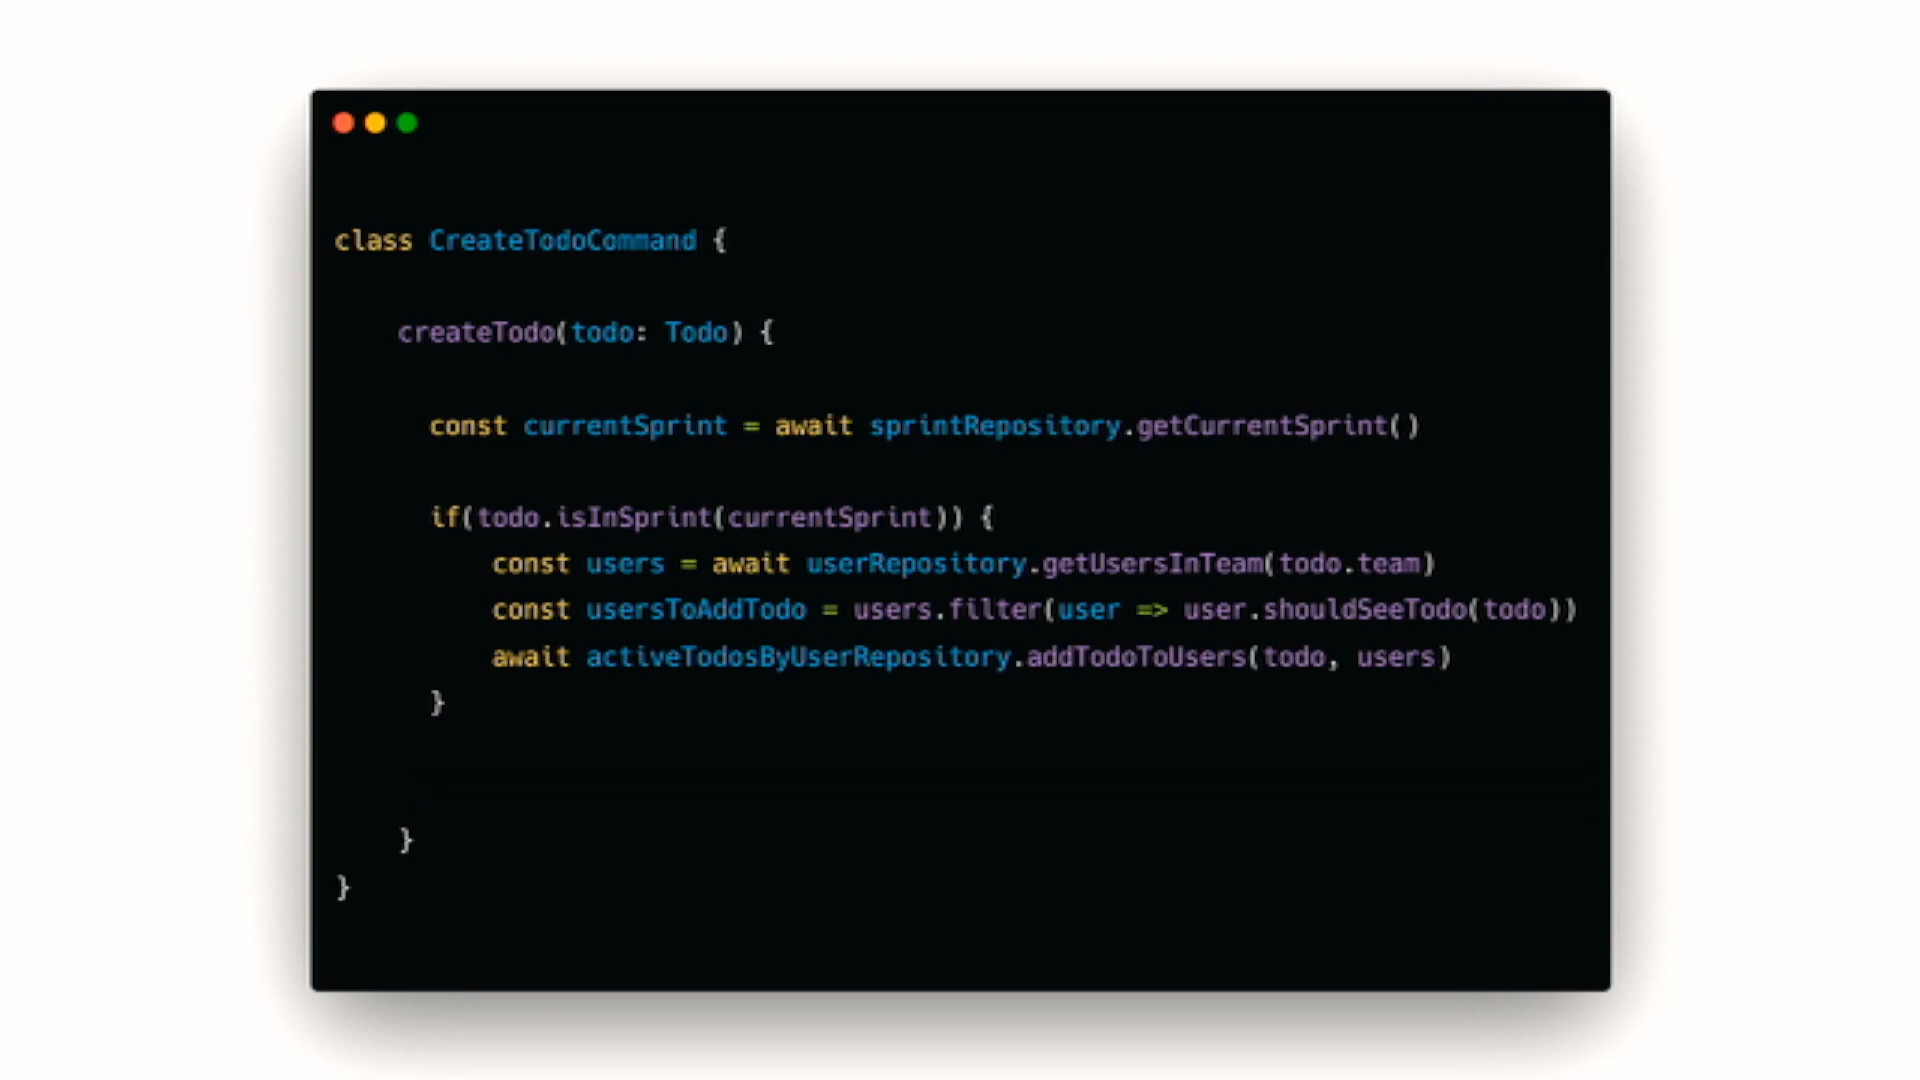 class CreateTodoCommand {
createTodo(todo: Todo) {
const currentSprint = await sprintRepository.getCurrentSprint()
if(todo.isInSprint(currentSprint)) {
const users = await userRepository.getUsersInTeam(todo.team)
const usersToAddTodo = users.filter(user => user.shouldSeeTodo(todo))
await activeTodosByUserRepository.addTodoToUsers(todo, users)
}
}
}